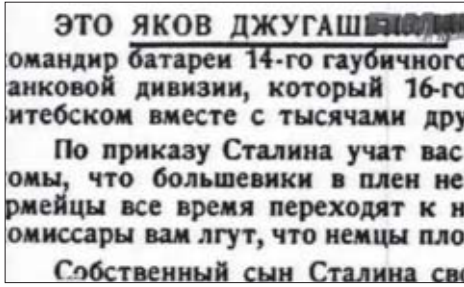 ЭТО ЯКОВ ДЖУГАШ
омандир батареи 14-го гаубичного
анковой дивизии, который 16-го
итебском вместе с тысячами дру
По приказу Сталина учат вас
омы, что большевики в плен не
рмейцы все время переходят к н
омиссары вам лгут, что немцы пло
Собственный сын Сталина сво